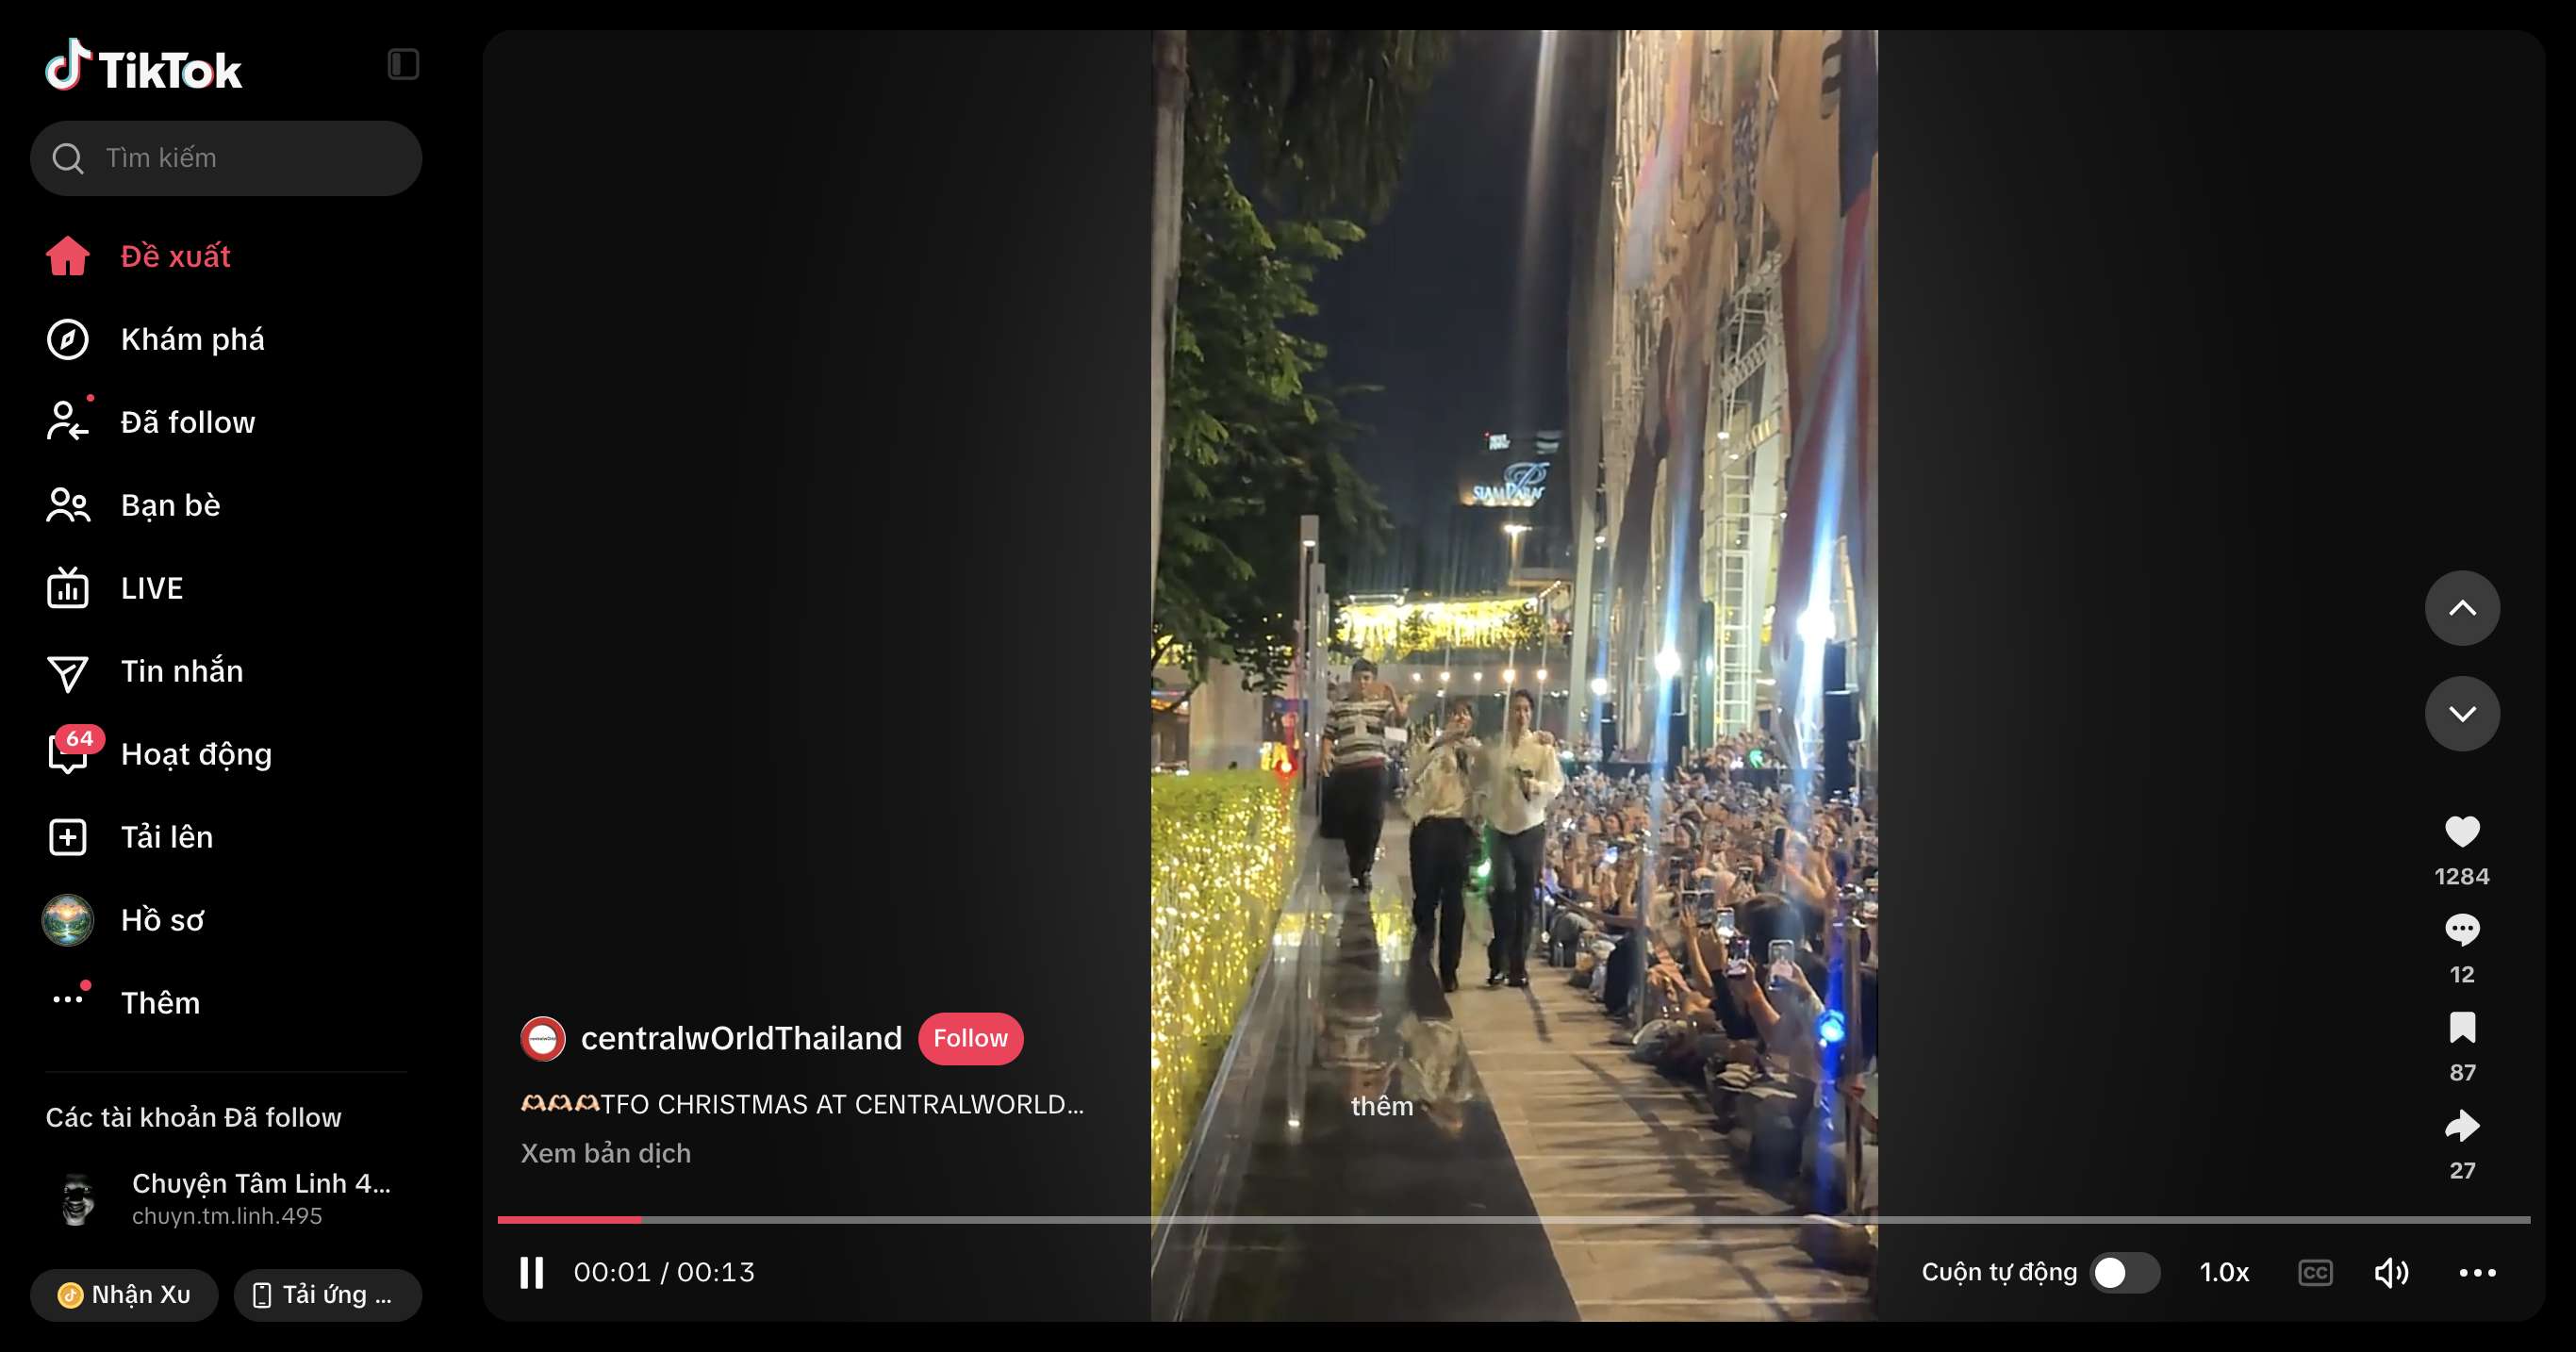 TikTok
Tìm kiếm
Đề xuất
Khám phá
Đã follow
Bạn bè
LIVE
Tin nhắn
64
Hoạt động
Tải lên
Hồ sơ
Thêm
Các tài khoản Đã follow
Chuyện Tâm Linh 4...
chuyn.tm.linh.495
Nhận Xu
Tải ứng ...
SIAM
centralwOrldThailand
Follow
🫶🏼🫶🏼🫶🏼TFO CHRISTMAS AT CENTRALWORLD...
thêm
Xem bản dịch
00:01 / 00:13
1284
12
87
27
Cuộn tự động
1.0x
CC